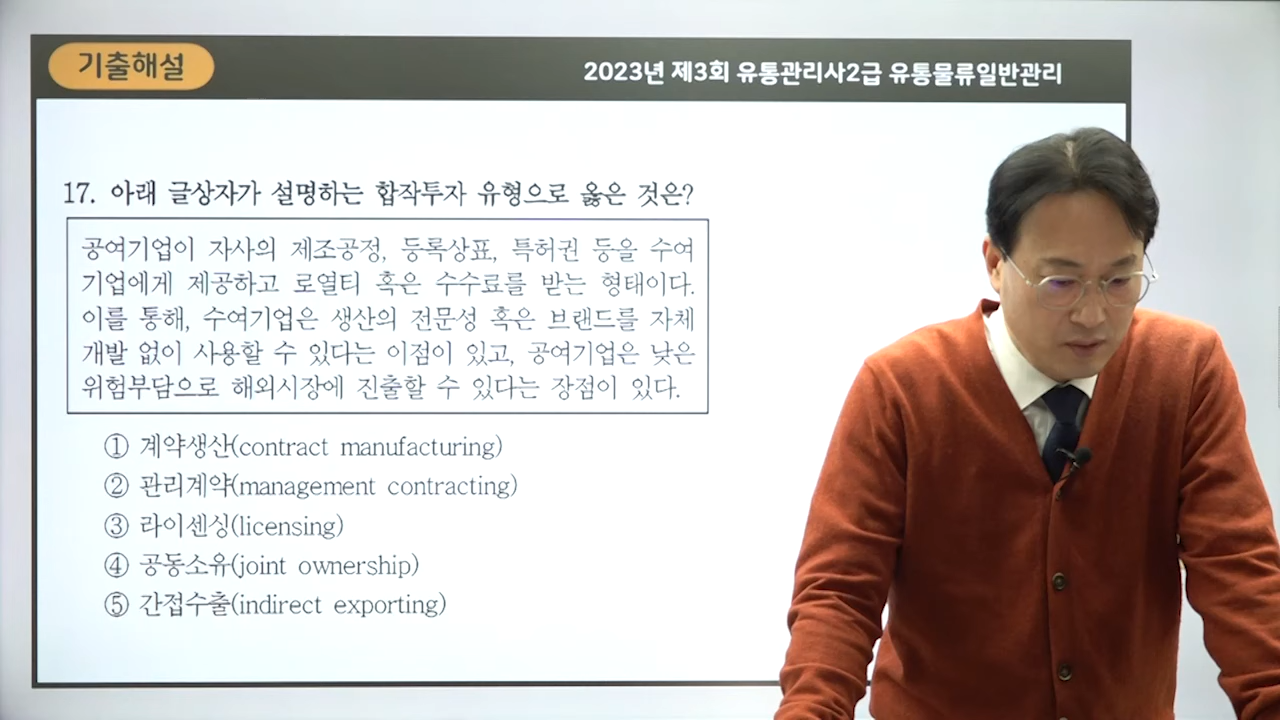 기출해설
2023년 제3회 유통관리사2급 유통물류일반관리
17. 아래 글상자가 설명하는 합작투자 유형으로 옳은 것은?
공여기업이 자사의 제조공정, 등록상표, 특허권 등을 수여
기업에게 제공하고 로열티 혹은 수수료를 받는 형태이다.
이를 통해, 수여기업은 생산의 전문성 혹은 브랜드를 자체
개발 없이 사용할 수 있다는 이점이 있고, 공여기업은 낮은
위험부담으로 해외시장에 진출할 수 있다는 장점이 있다.
① 계약생산(contract manufacturing)
② 관리계약(management contracting)
③ 라이센싱(licensing)
④ 공동소유(joint ownership)
⑤ 간접수출(indirect exporting)